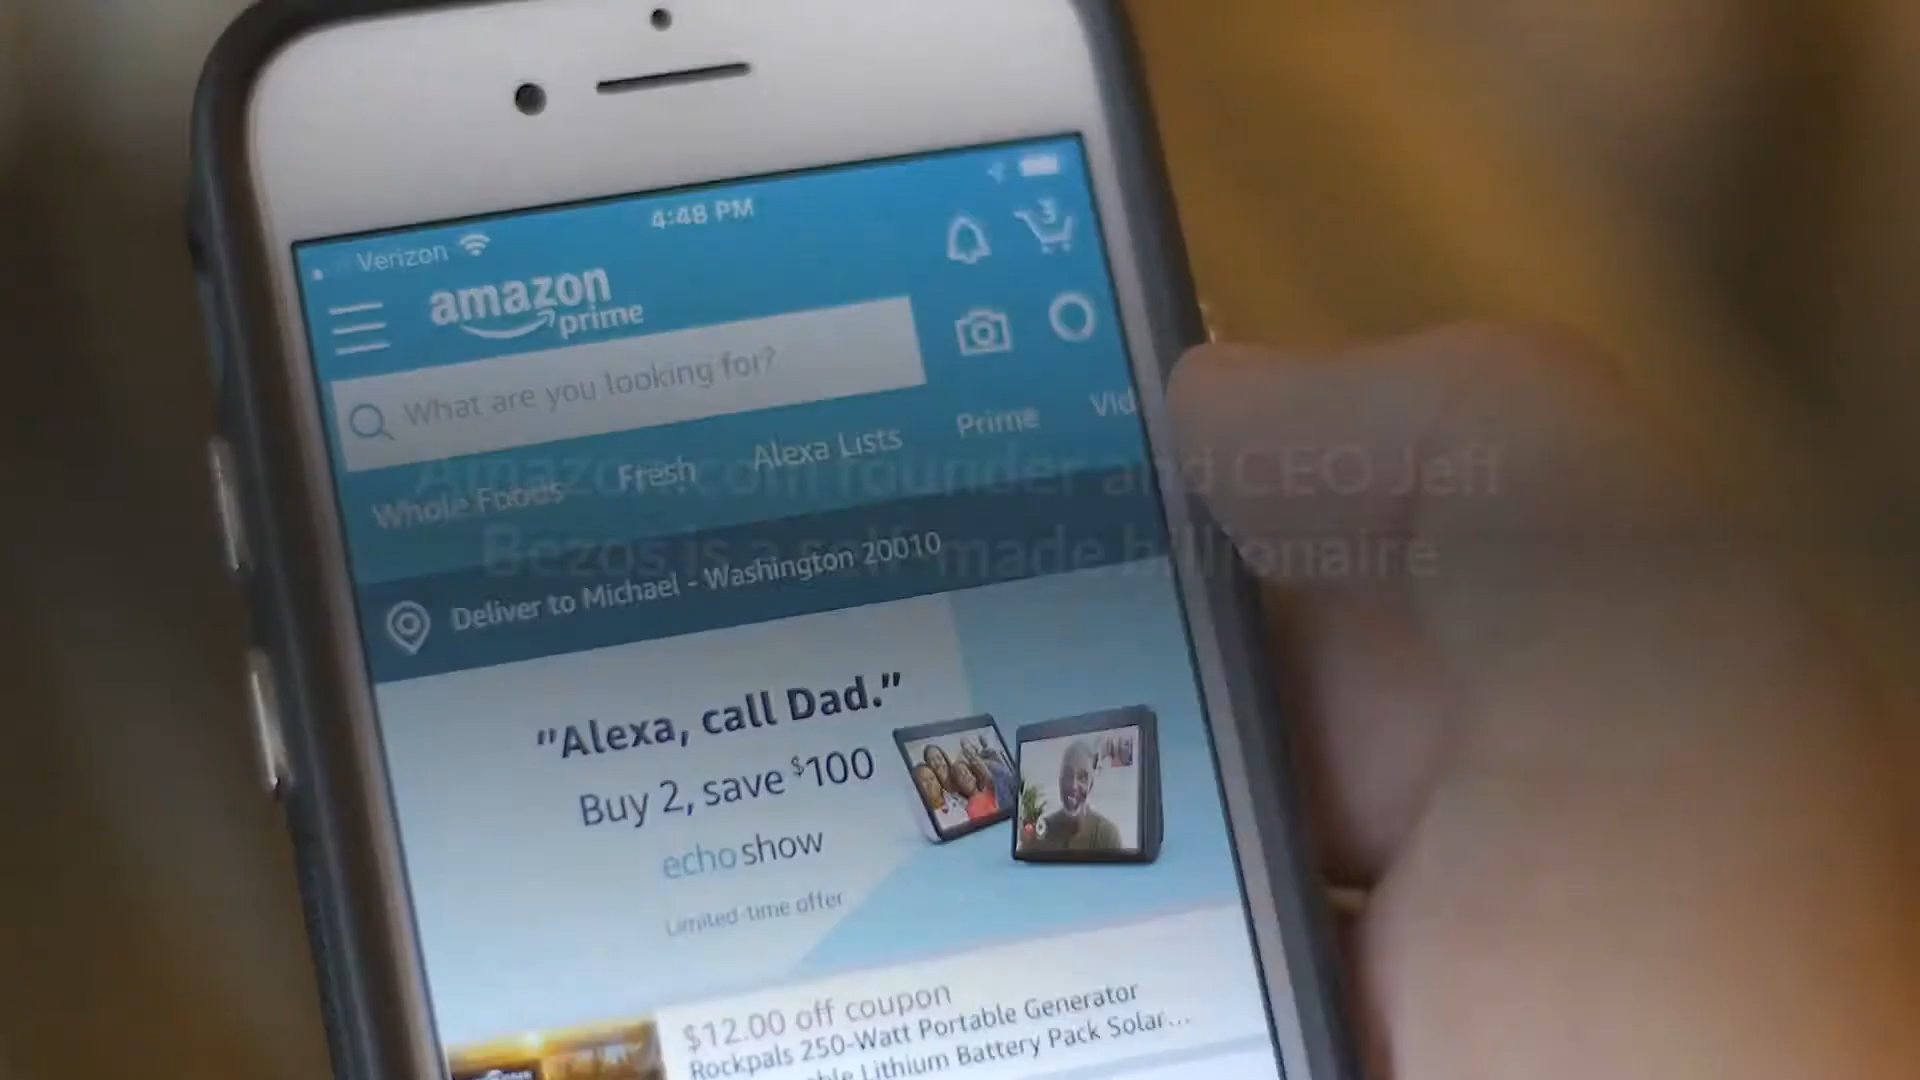 4:48 PM
Verizon
3
amazon
prime
What are you looking for?
Whole Foods Fresh Alexa Lists Prime Vid
Amazon.com founder and CEO Jeff
Bezos is a self-made billionaire
Deliver to Michael - Washington 20010
"Alexa, call Dad."
Buy 2, save $100
echo show
Limited-time offer
$12.00 off coupon
Rockpals 250-Watt Portable Generator
Lithium Battery Pack Solar...